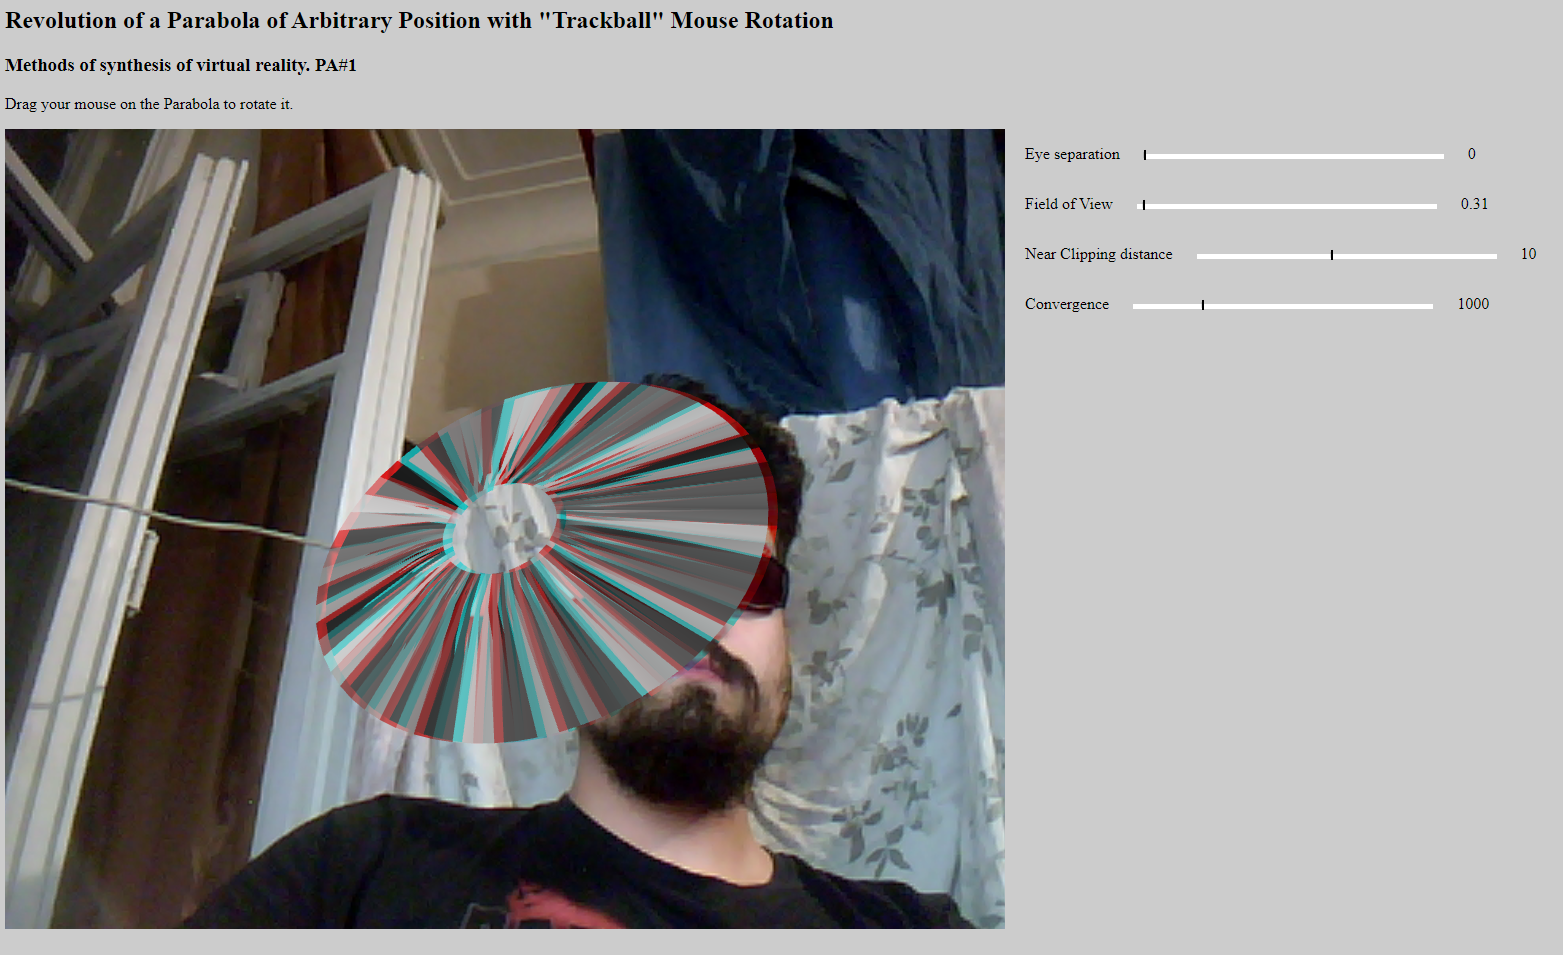 Revolution of a Parabola of Arbitrary Position with "Trackball" Mouse Rotation
Methods of synthesis of virtual reality. PA#1
Drag your mouse on the Parabola to rotate it.
Eye separation 0
Field of View 0.31
Near Clipping distance 10
Convergence 1000